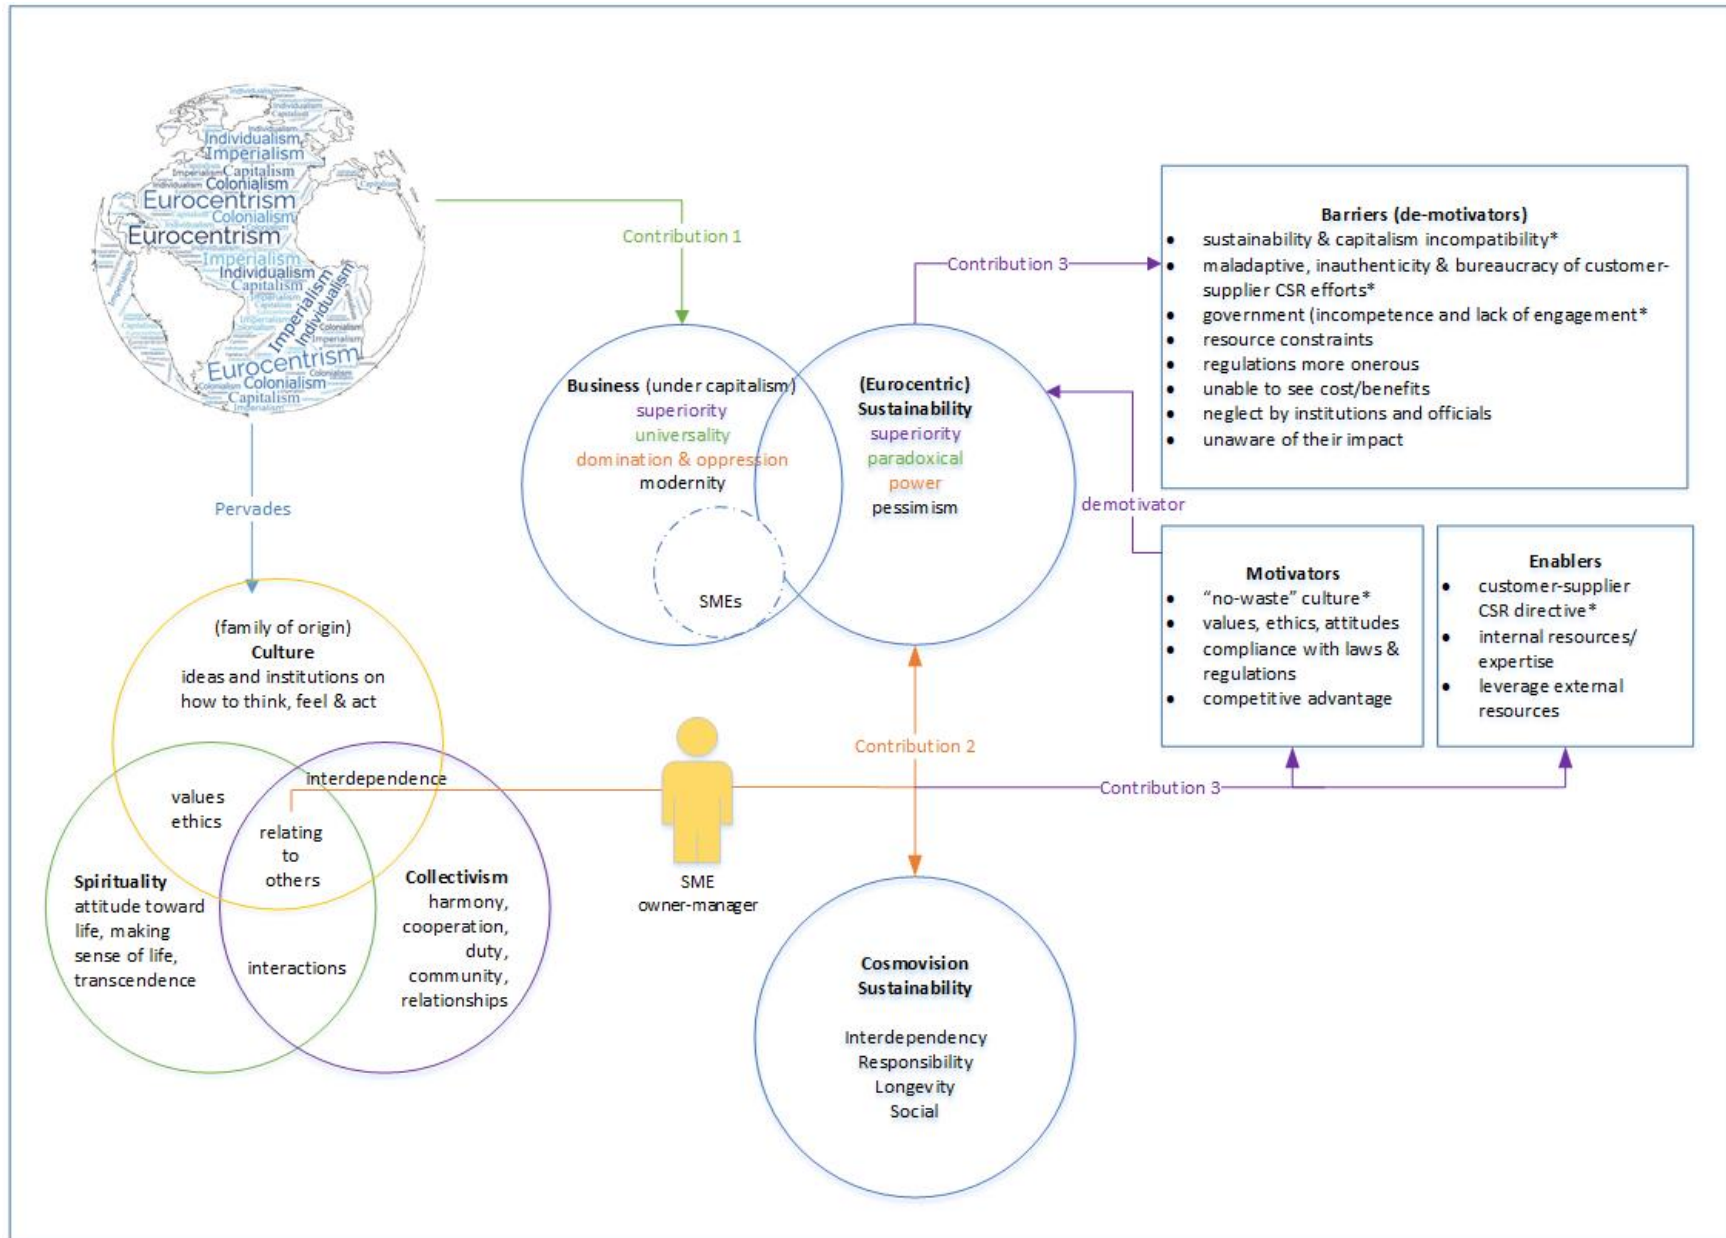 Individualism
Imperialism
Imperialism Capitalism
Individualism Colonialism
Eurocentrism
Colonialism
Eurocentrism
Imperialism
Individualism
Capitalism
Imperialism
Individualism
Eurocentrism
Colonialism
Capitalism
Imperialism
Contribution 1
Pervades
Business (under capitalism)
superiority
universality
domination & oppression
modernity
SMEs
(Eurocentric)
Sustainability
superiority
paradoxical
power
pessimism
Contribution 3
Barriers (de-motivators)
• sustainability & capitalism incompatibility*
• maladaptive, inauthenticity & bureaucracy of customer-
supplier CSR efforts*
• government (incompetence and lack of engagement*
• resource constraints
• regulations more onerous
• unable to see cost/benefits
• neglect by institutions and officials
• unaware of their impact
demotivator
Motivators
• “no-waste” culture*
• values, ethics, attitudes
• compliance with laws &
regulations
• competitive advantage
Enablers
• customer-supplier
CSR directive*
• internal resources/
expertise
• leverage external
resources
(family of origin)
Culture
ideas and institutions on
how to think, feel & act
interdependence
values
ethics
relating
to
others
Spirituality
attitude toward
life, making
sense of life,
transcendence
Collectivism
harmony,
cooperation,
duty,
community,
relationships
interactions
SME
owner-manager
Contribution 2
Contribution 3
Cosmovision
Sustainability
Interdependency
Responsibility
Longevity
Social